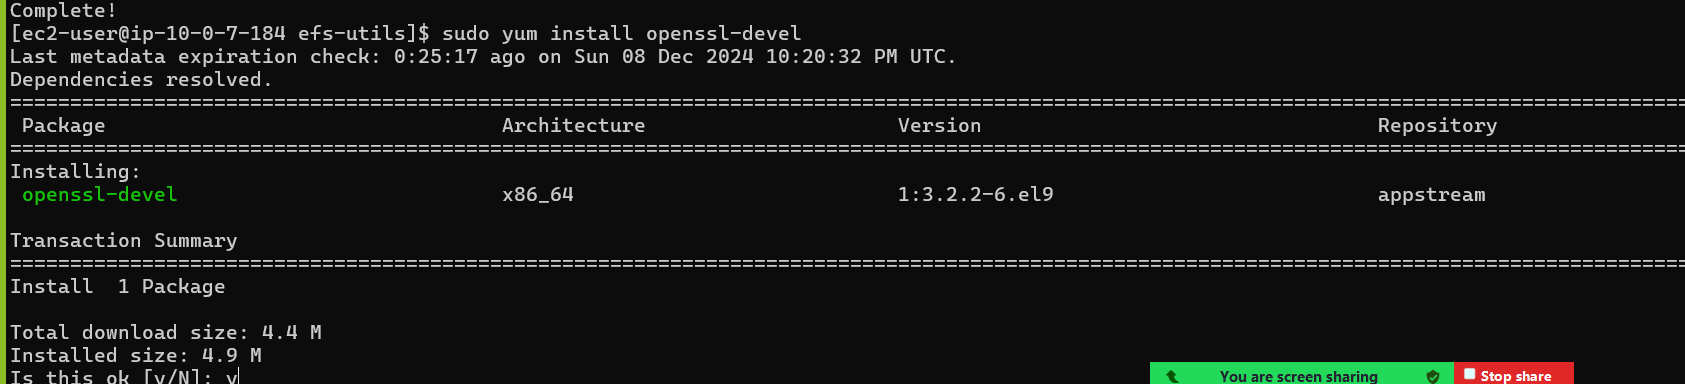 Complete!
[ec2-user@ip-10-0-7-184 efs-utils]$ sudo yum install openssl-devel
Last metadata expiration check: 0:25:17 ago on Sun 08 Dec 2024 10:20:32 PM UTC.
Dependencies resolved.
================================================================================================================================================
Package Architecture Version Repository
================================================================================================================================================
Installing:
openssl-devel x86_64 1:3.2.2-6.el9 appstream
Transaction Summary
================================================================================================================================================
Install  1 Package
Total download size: 4.4 M
Installed size: 4.9 M
Is this ok [y/N]: y
You are screen sharing Stop share